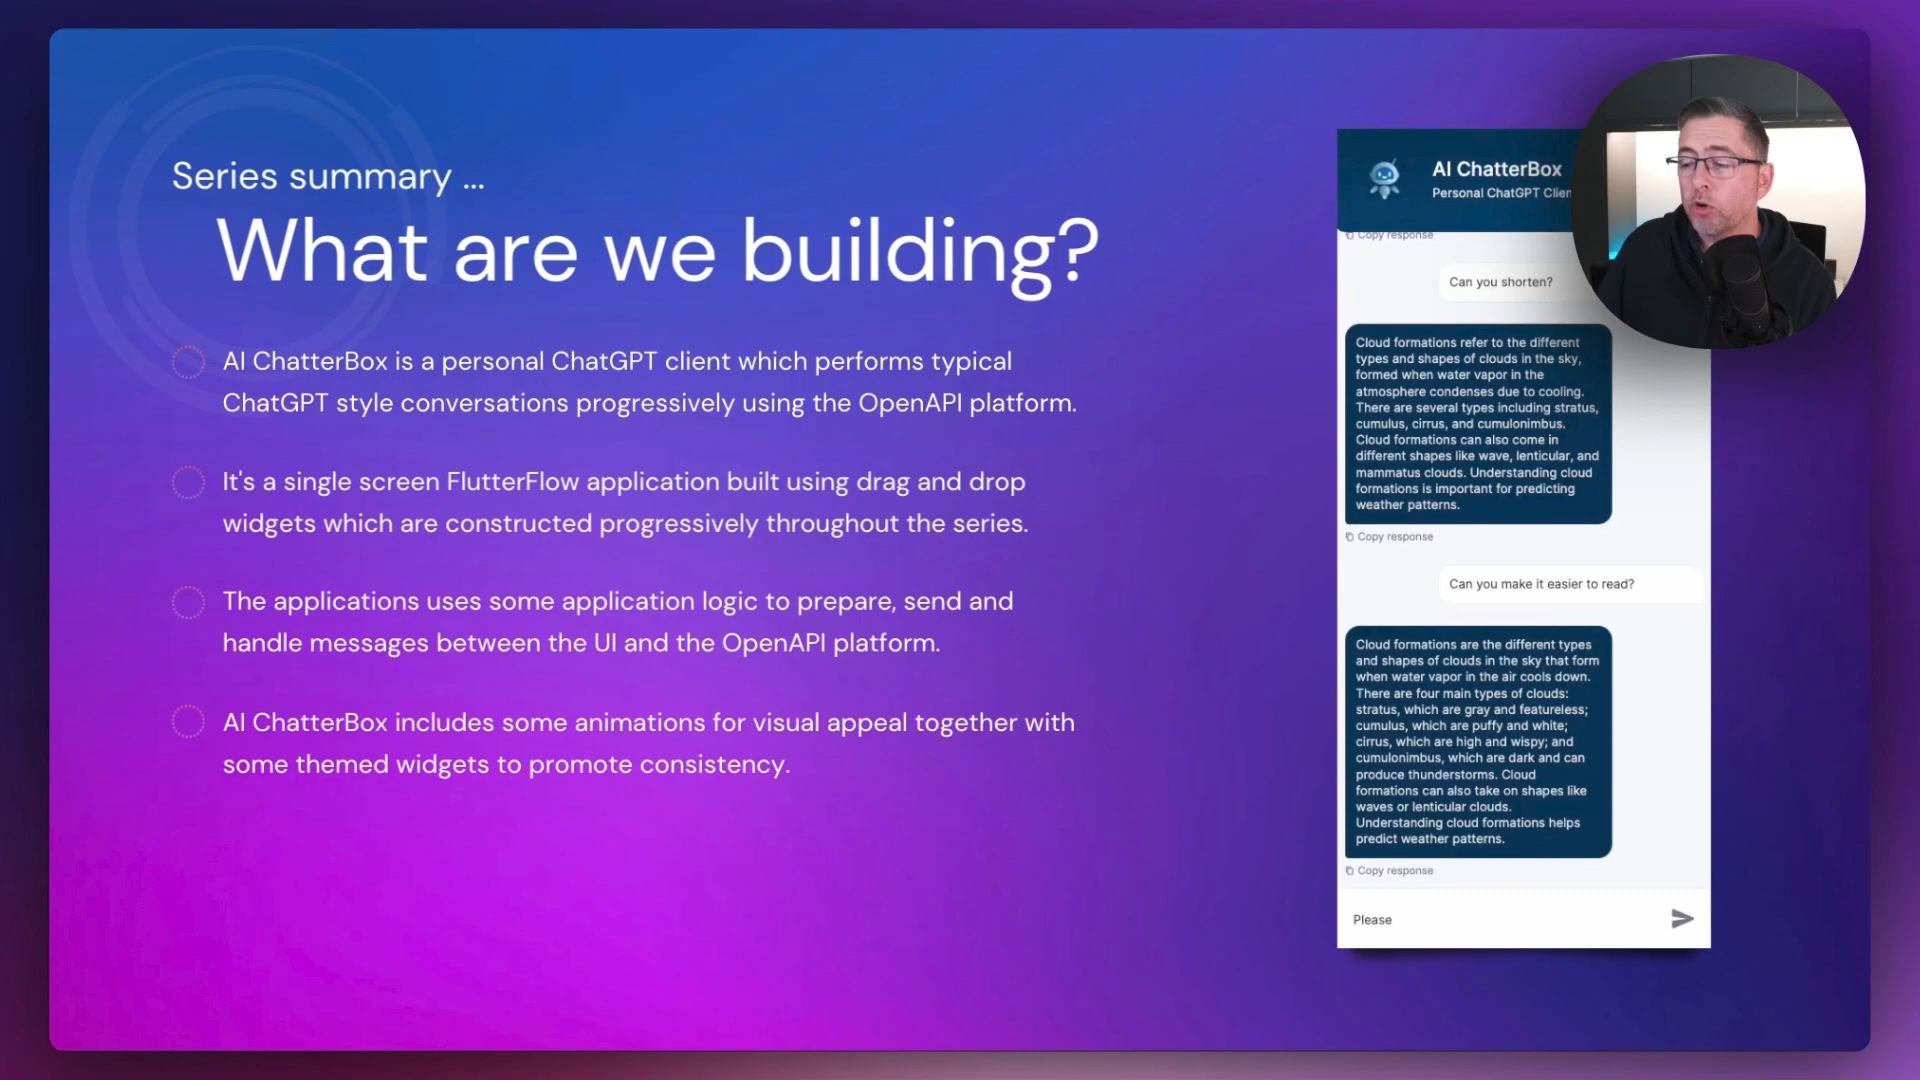 Series summary ...
What are we building?
AI ChatterBox is a personal ChatGPT client which performs typical
ChatGPT style conversations progressively using the OpenAPI platform.
It's a single screen FlutterFlow application built using drag and drop
widgets which are constructed progressively throughout the series.
The applications uses some application logic to prepare, send and
handle messages between the UI and the OpenAPI platform.
AI ChatterBox includes some animations for visual appeal together with
some themed widgets to promote consistency.
AI ChatterBox
Personal ChatGPT
Copy response
Can you shorten?
Cloud formations refer to the different
types and shapes of clouds in the sky,
formed when water vapor in the
atmosphere condenses due to cooling.
There are several types including stratus,
cumulus, cirrus, and cumulonimbus.
Cloud formations can also come in
different shapes like wave, lenticular, and
mammatus clouds. Understanding cloud
formations is important for predicting
weather patterns.
Copy response
Can you make it easier to read?
Cloud formations are the different types
and shapes of clouds in the sky that form
when water vapor in the air cools down.
There are four main types of clouds:
stratus, which are gray and featureless;
cumulus, which are puffy and white;
cirrus, which are high and wispy; and
cumulonimbus, which are dark and can
produce thunderstorms. Cloud
formations can also take on shapes like
waves or lenticular clouds.
Understanding cloud formations helps
predict weather patterns.
Copy response
Please